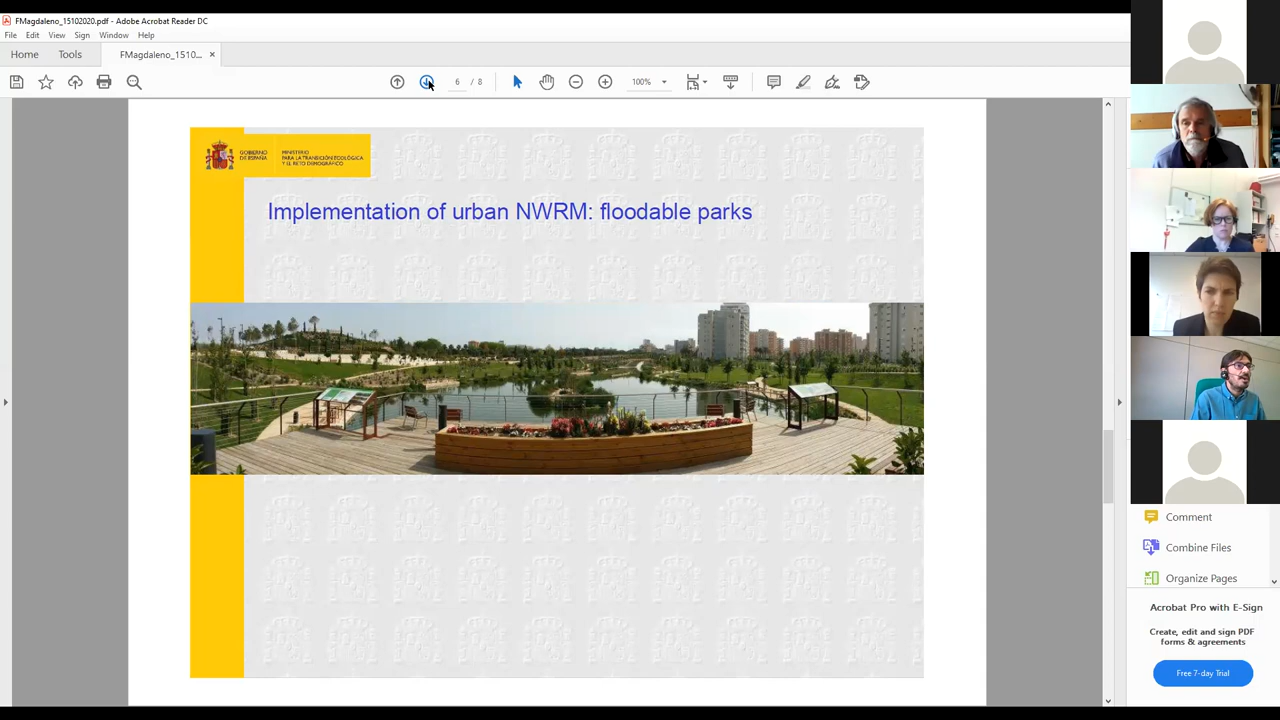 FMagdaleno_15102020.pdf - Adobe Acrobat Reader DC
File Edit View Sign Window Help
Home Tools FMagdaleno_1510... ×
6 / 8 100%
GOBIERNO
DE ESPAÑA
MINISTERIO
PARA LA TRANSICIÓN ECOLÓGICA
Y EL RETO DEMOGRÁFICO
Implementation of urban NWRM: floodable parks
Comment
Combine Files
Organize Pages
Acrobat Pro with E-Sign
Create, edit and sign PDF
forms & agreements
Free 7-day Trial